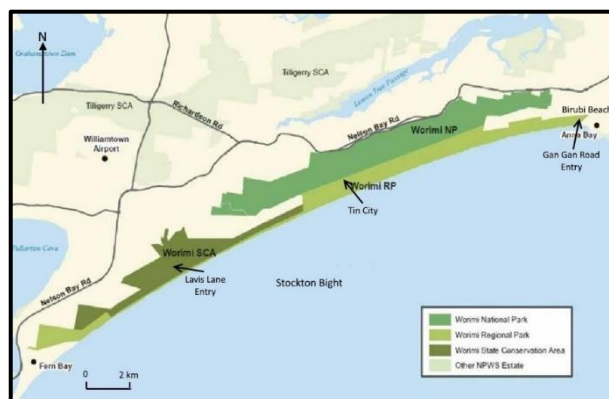 Grahamstown Dam
N
Tilligerry SCA
Tilligerry SCA
Richardson Rd
Lemon Tree Passage
Williamtown
Airport
Nelson Bay Rd
Worimi NP
Birubi Beach
Anna Bay
Gan Gan Road
Entry
Worimi RP
Tin City
Fullerton Cove
Worimi SCA
Lavis Lane
Entry
Stockton Bight
Nelson Bay Rd
Fern Bay
0 2 km
Worimi National Park
Worimi Regional Park
Worimi State Conservation Area
Other NPWS Estate